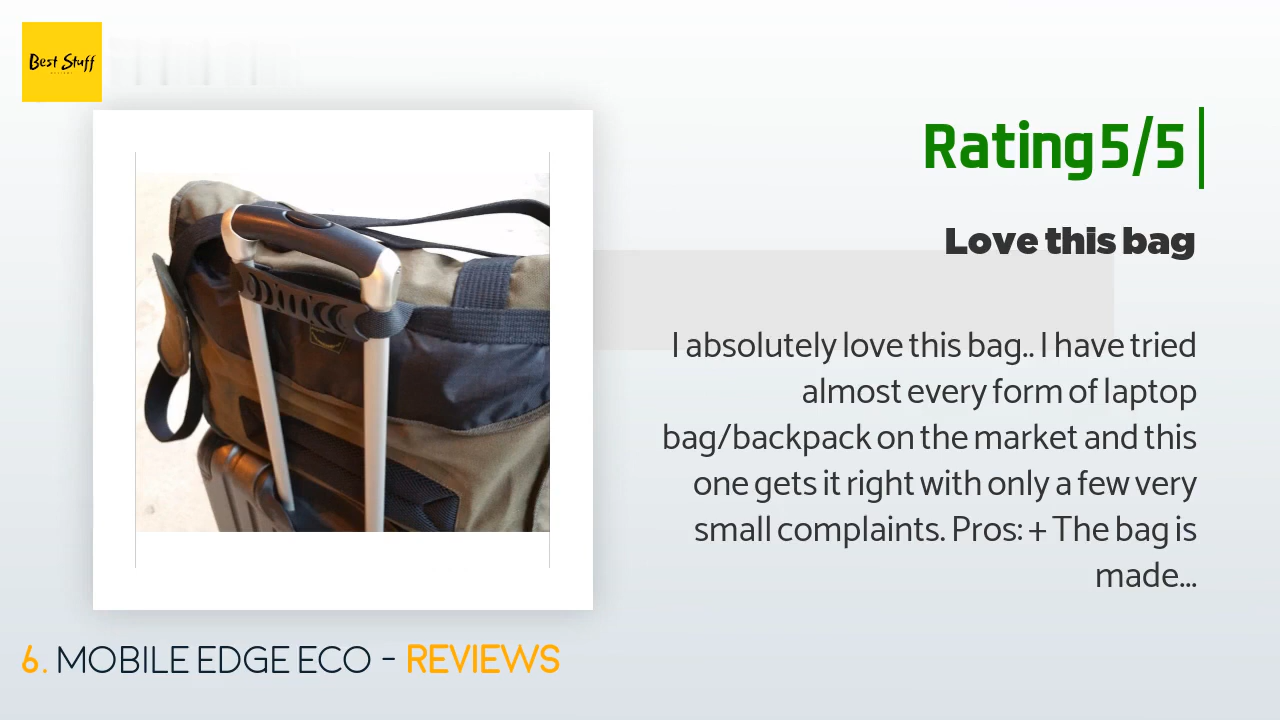 Best Stuff
Rating 5/5
Love this bag
I absolutely love this bag.. I have tried
almost every form of laptop
bag/backpack on the market and this
one gets it right with only a few very
small complaints. Pros: + The bag is
made...
6. MOBILE EDGE ECO - REVIEWS